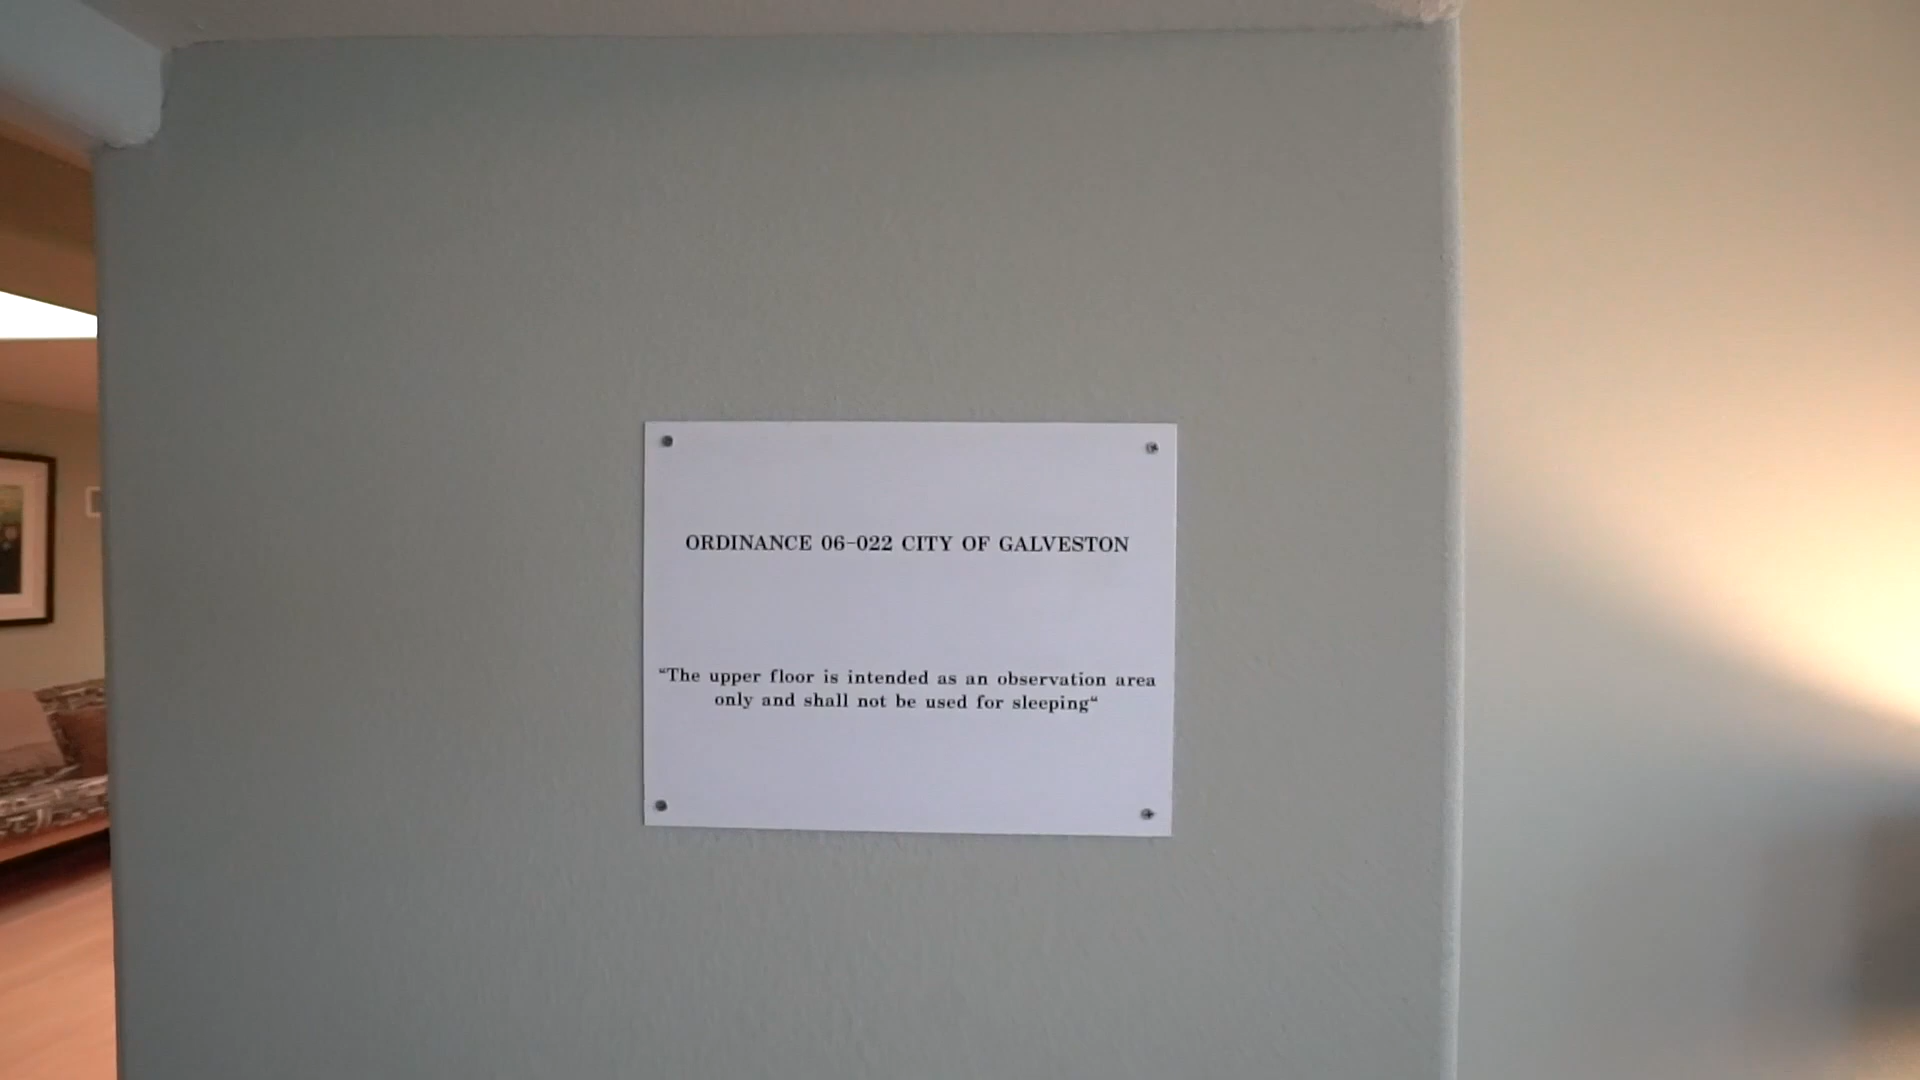 ORDINANCE 06-022 CITY OF GALVESTON
“The upper floor is intended as an observation area
only and shall not be used for sleeping“